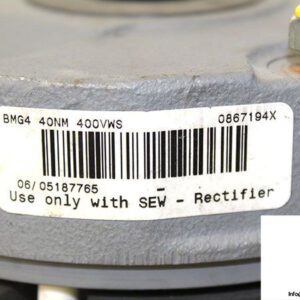 BMG4 40NM 400VWS 0867194X
06/05187765
Use only with SEW - Rectifier